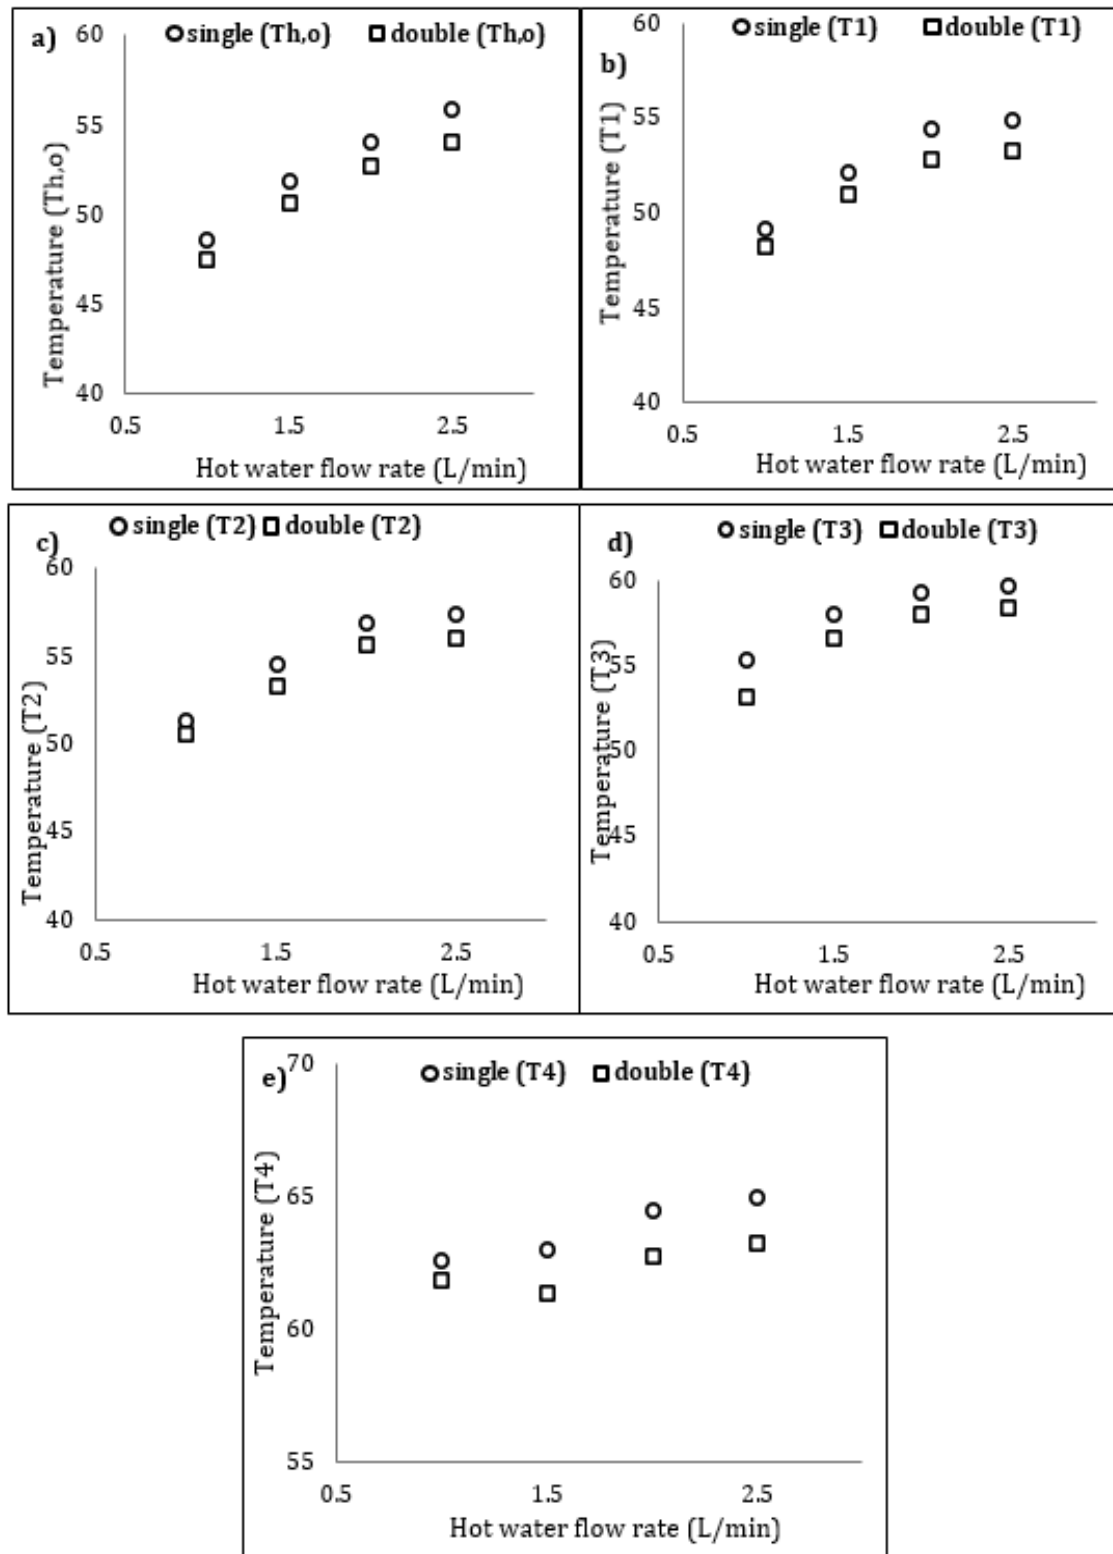 a)
single (Th,o) double (Th,o)
Temperature (Th,o)
60
55
50
45
40
0.5 1.5 2.5
Hot water flow rate (L/min)
b)
single (T1) double (T1)
Temperature (T1)
60
55
50
45
40
0.5 1.5 2.5
Hot water flow rate (L/min)
c)
single (T2) double (T2)
Temperature (T2)
60
55
50
45
40
0.5 1.5 2.5
Hot water flow rate (L/min)
d)
single (T3) double (T3)
Temperature (T3)
60
55
50
45
40
0.5 1.5 2.5
Hot water flow rate (L/min)
e)
single (T4) double (T4)
Temperature (T4)
70
65
60
55
0.5 1.5 2.5
Hot water flow rate (L/min)